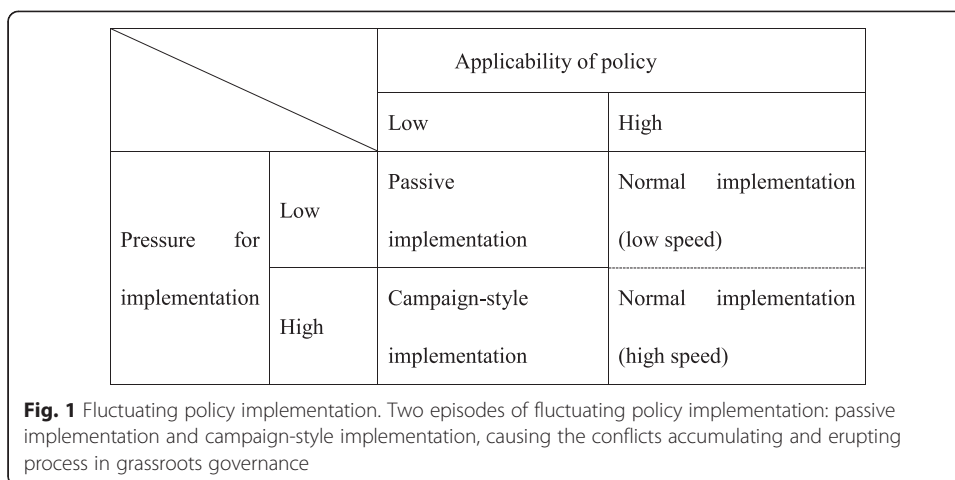 Applicability of policy
Low
High
Pressure for
implementation
Low
Passive
implementation
Normal implementation
(low speed)
High
Campaign-style
implementation
Normal implementation
(high speed)
Fig. 1 Fluctuating policy implementation. Two episodes of fluctuating policy implementation: passive
implementation and campaign-style implementation, causing the conflicts accumulating and erupting
process in grassroots governance